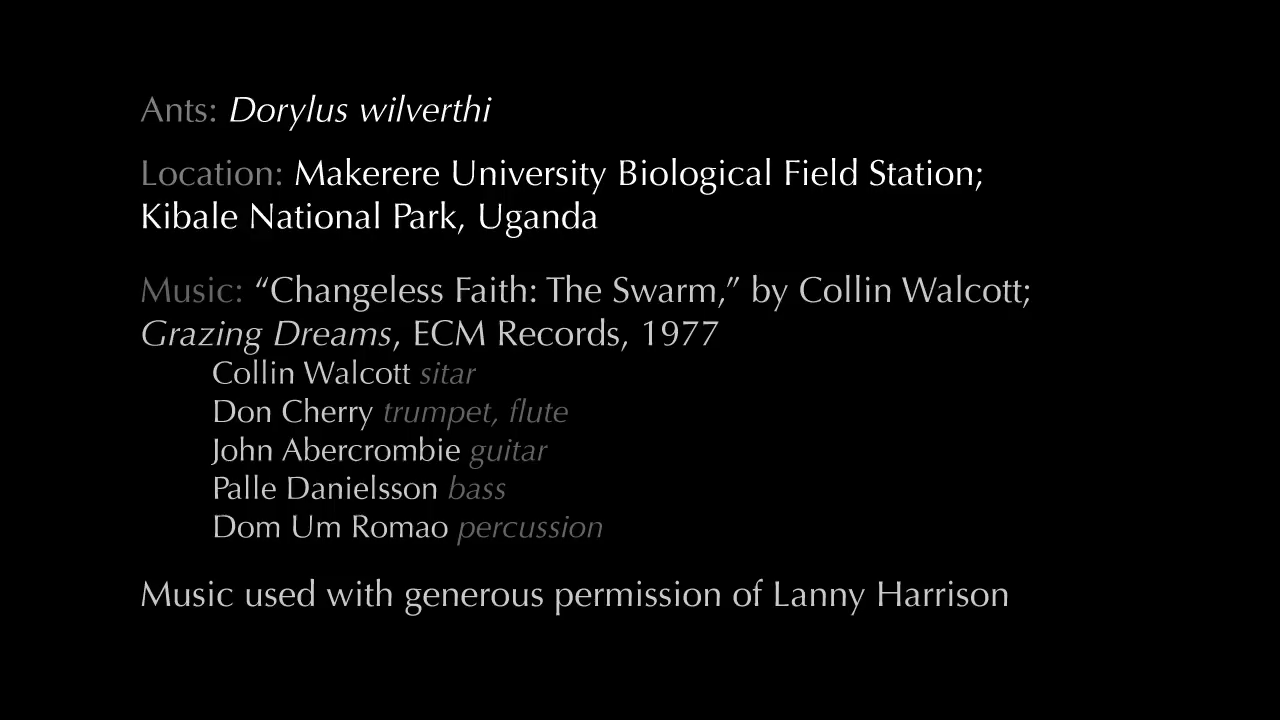 Ants: Dorylus wilverthi
Location: Makerere University Biological Field Station;
Kibale National Park, Uganda
Music: “Changeless Faith: The Swarm,” by Collin Walcott;
Grazing Dreams, ECM Records, 1977
Collin Walcott sitar
Don Cherry trumpet, flute
John Abercrombie guitar
Palle Danielsson bass
Dom Um Romao percussion
Music used with generous permission of Lanny Harrison